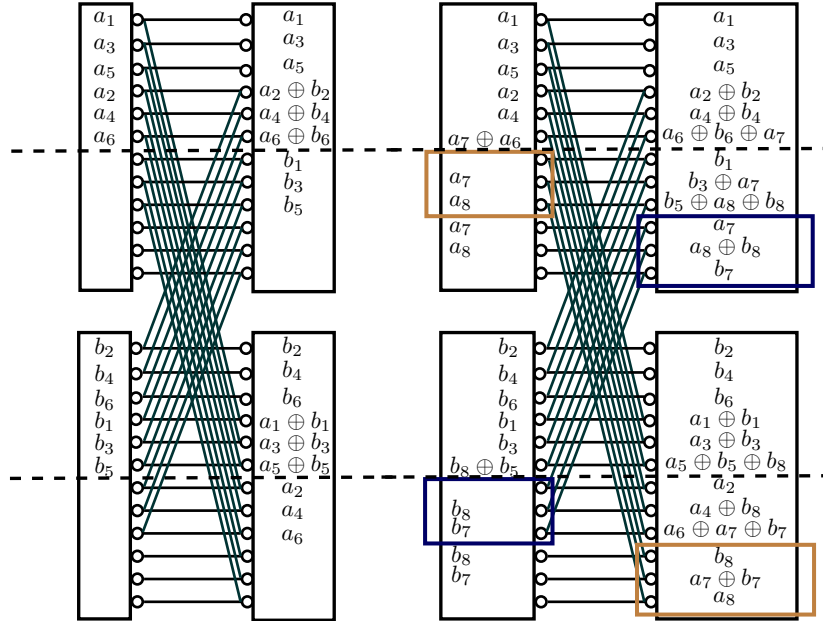 a₁
a₃
a₅
a₂
a₄
a₆
a₁
a₃
a₅
a₂ ⊕ b₂
a₄ ⊕ b₄
a₆ ⊕ b₆
b₁
b₃
b₅
a₁
a₃
a₅
a₂
a₄
a₇ ⊕ a₆
a₇
a₈
a₇
a₈
a₁
a₃
a₅
a₂ ⊕ b₂
a₄ ⊕ b₄
a₆ ⊕ b₆ ⊕ a₇
b₁
b₃ ⊕ a₇
b₅ ⊕ a₈ ⊕ b₈
a₇
a₈ ⊕ b₈
b₇
b₂
b₄
b₆
b₁
b₃
b₅
a₁ ⊕ b₁
a₃ ⊕ b₃
a₅ ⊕ b₅
a₂
a₄
a₆
b₂
b₄
b₆
b₁
b₃
b₈ ⊕ b₅
b₈
b₇
b₈
b₇
b₂
b₄
b₆
a₁ ⊕ b₁
a₃ ⊕ b₃
a₅ ⊕ b₅ ⊕ b₈
a₂
a₄ ⊕ b₈
a₆ ⊕ a₇ ⊕ b₇
b₈
a₇ ⊕ b₇
a₈